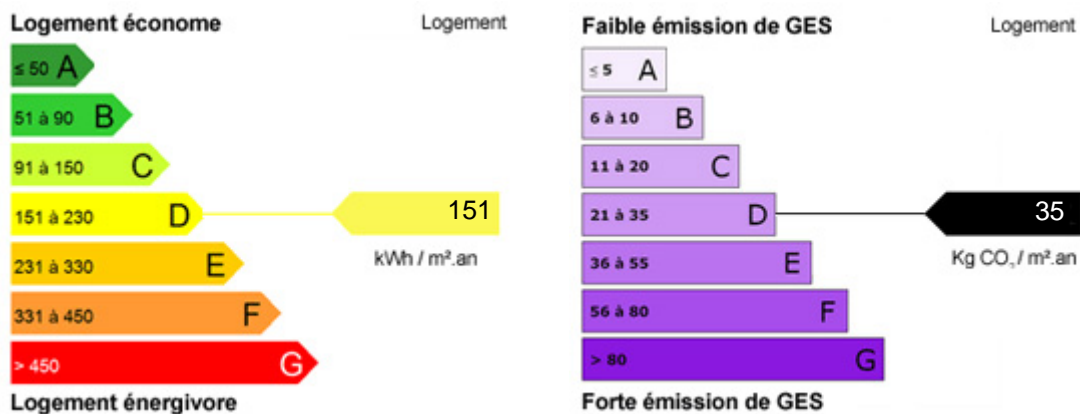 Logement économe Logement
≤ 50 A
51 à 90 B
91 à 150 C
151 à 230 D 151
kWh / m².an
231 à 330 E
331 à 450 F
> 450 G
Logement énergivore
Faible émission de GES Logement
≤ 5 A
6 à 10 B
11 à 20 C
21 à 35 D 35
Kg CO₂ / m².an
36 à 55 E
56 à 80 F
> 80 G
Forte émission de GES